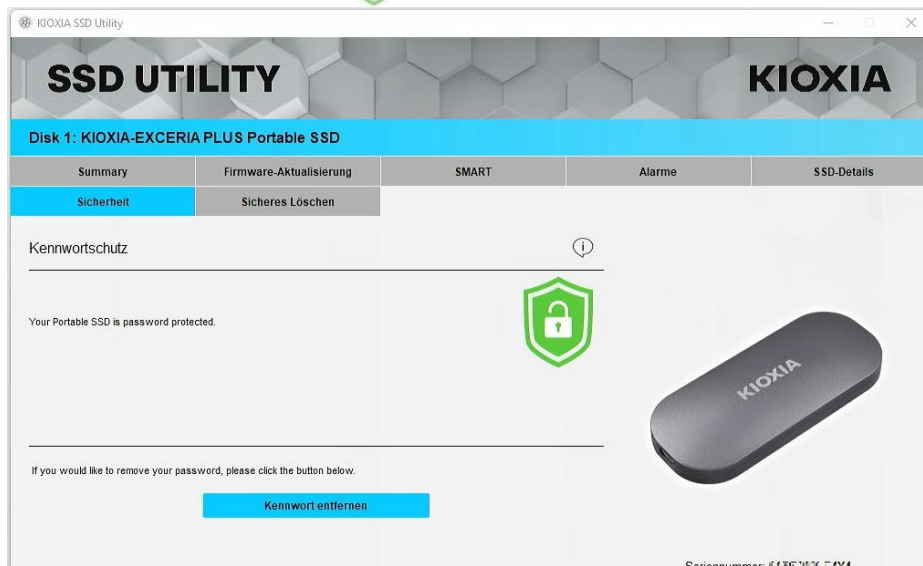 KIOXIA SSD Utility
SSD UTILITY
KIOXIA
Disk 1: KIOXIA-EXCERIA PLUS Portable SSD
Summary Firmware-Aktualisierung SMART Alarme SSD-Details
Sicherheit Sicheres Löschen
Kennwortschutz
Your Portable SSD is password protected.
KIOXIA
If you would like to remove your password, please click the button below.
Kennwort entfernen
Seriennummer: